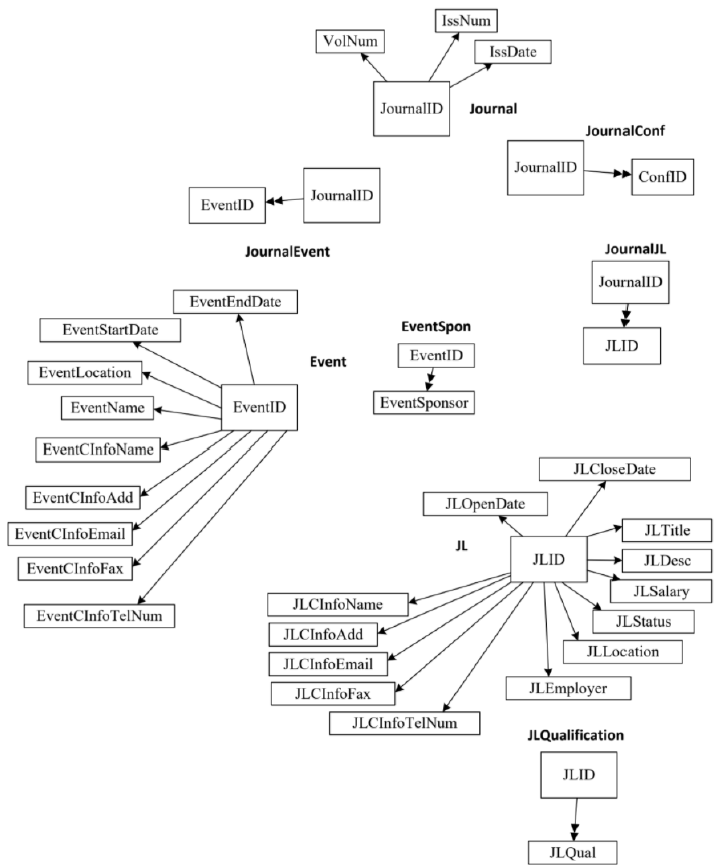 IssNum
VolNum
IssDate
JournalID
Journal
JournalConf
JournalID
ConfID
JournalID
EventID
JournalEvent
JournalJL
JournalID
JLID
EventEndDate
EventStartDate
EventSpon
Event
EventID
EventLocation
EventSponsor
EventName
EventID
EventCInfoName
EventCInfoAdd
EventCInfoEmail
EventCInfoFax
EventCInfoTelNum
JLCloseDate
JLOpenDate
JLTitle
JL
JLID
JLDesc
JLSalary
JLCInfoName
JLStatus
JLCInfoAdd
JLLocation
JLCInfoEmail
JLEmployer
JLCInfoFax
JLCInfoTelNum
JLQualification
JLID
JLQual